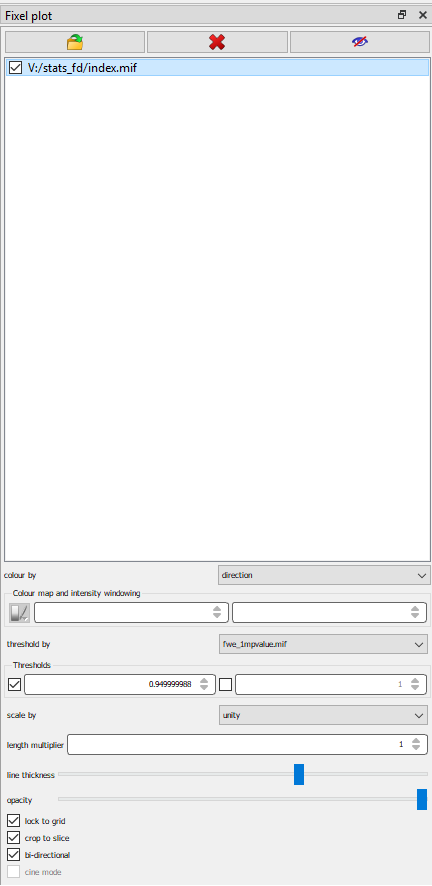 Fixel plot
V:/stats_fd/index.mif
colour by direction
Colour map and intensity windowing
threshold by fwe_1mpvalue.mif
Thresholds
0.949999988 1
scale by unity
length multiplier 1
line thickness
opacity
lock to grid
crop to slice
bi-directional
cine mode